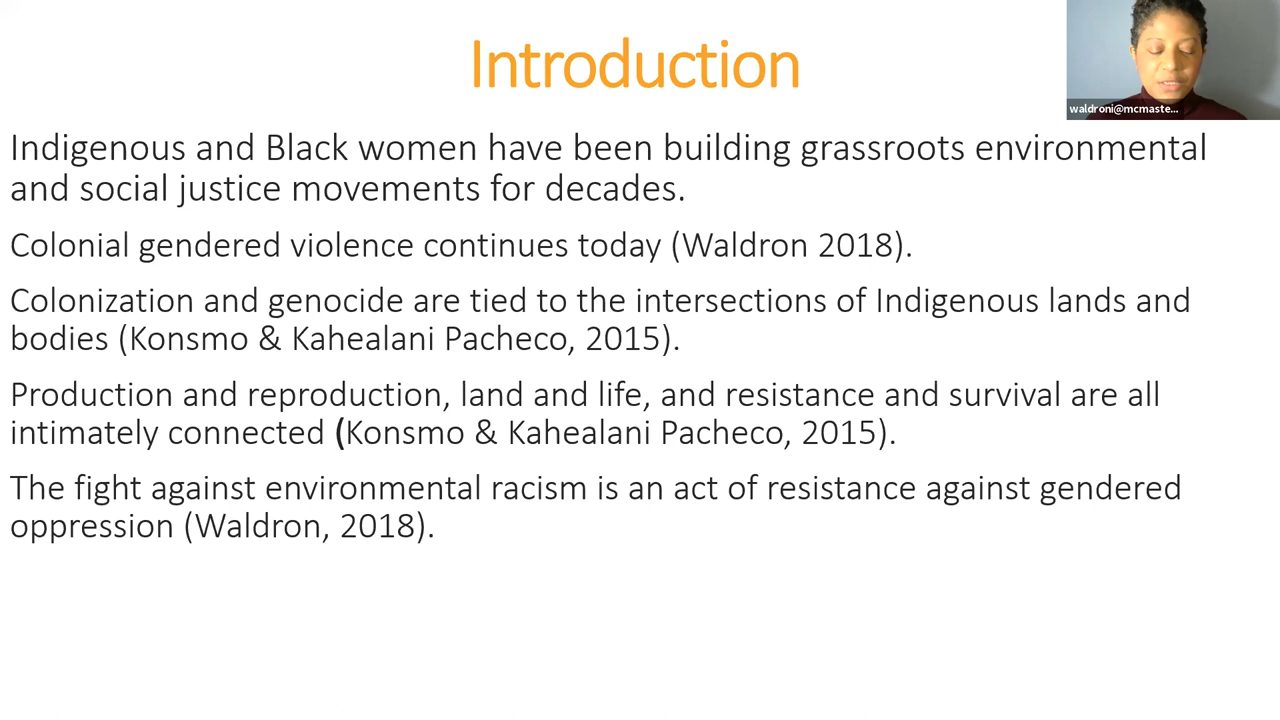 Introduction
waldroni@mcmaste...
Indigenous and Black women have been building grassroots environmental
and social justice movements for decades.
Colonial gendered violence continues today (Waldron 2018).
Colonization and genocide are tied to the intersections of Indigenous lands and
bodies (Konsmo & Kahealani Pacheco, 2015).
Production and reproduction, land and life, and resistance and survival are all
intimately connected (Konsmo & Kahealani Pacheco, 2015).
The fight against environmental racism is an act of resistance against gendered
oppression (Waldron, 2018).